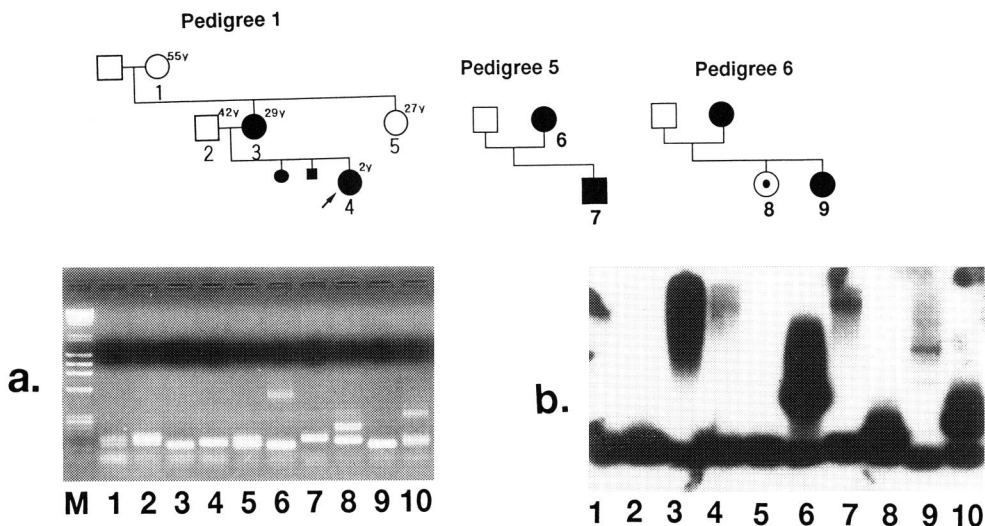 Pedigree 1
55y
1
42y 29y 27y
2 3 5
2y
4
Pedigree 5
6
7
Pedigree 6
8 9
a.
M 1 2 3 4 5 6 7 8 9 10
b.
1 2 3 4 5 6 7 8 9 10